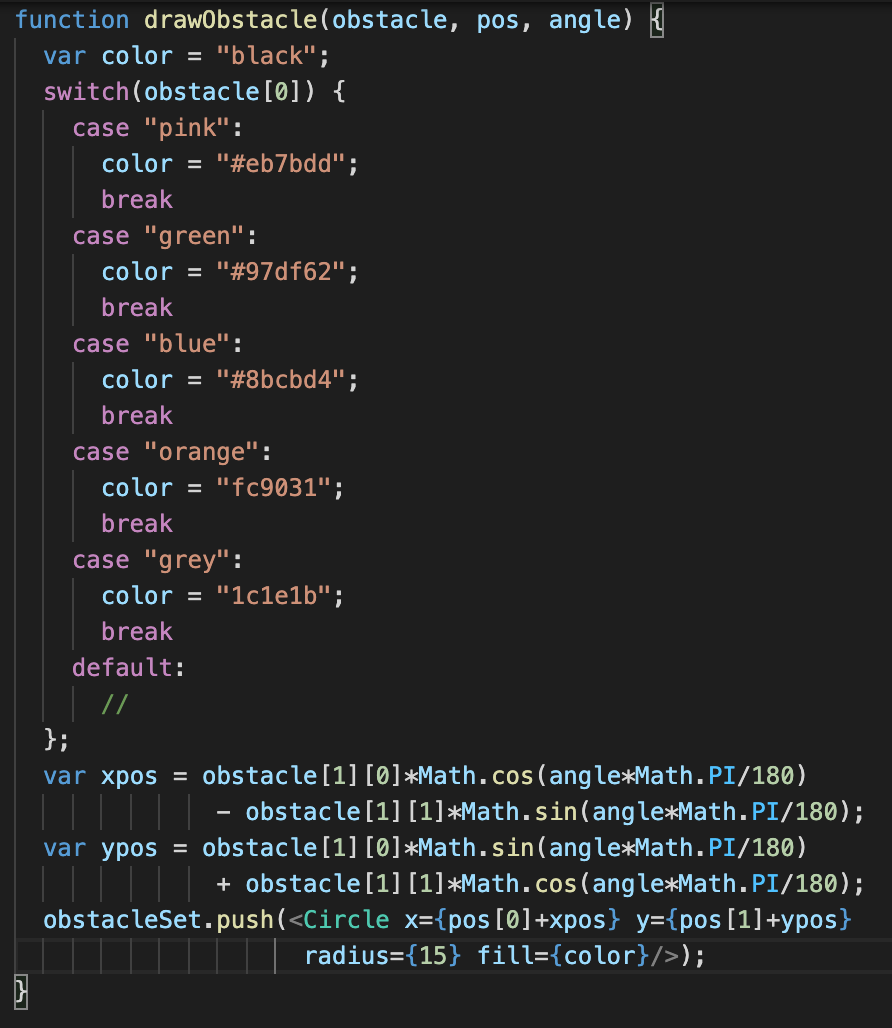 function drawObstacle(obstacle, pos, angle) {
  var color = "black";
  switch(obstacle[0]) {
    case "pink":
      color = "#eb7bdd";
      break
    case "green":
      color = "#97df62";
      break
    case "blue":
      color = "#8bcbd4";
      break
    case "orange":
      color = "fc9031";
      break
    case "grey":
      color = "1c1e1b";
      break
    default:
      //
  };
  var xpos = obstacle[1][0]*Math.cos(angle*Math.PI/180)
              - obstacle[1][1]*Math.sin(angle*Math.PI/180);
  var ypos = obstacle[1][0]*Math.sin(angle*Math.PI/180)
              + obstacle[1][1]*Math.cos(angle*Math.PI/180);
  obstacleSet.push(<Circle x={pos[0]+xpos} y={pos[1]+ypos}
                    radius={15} fill={color}/>);
}